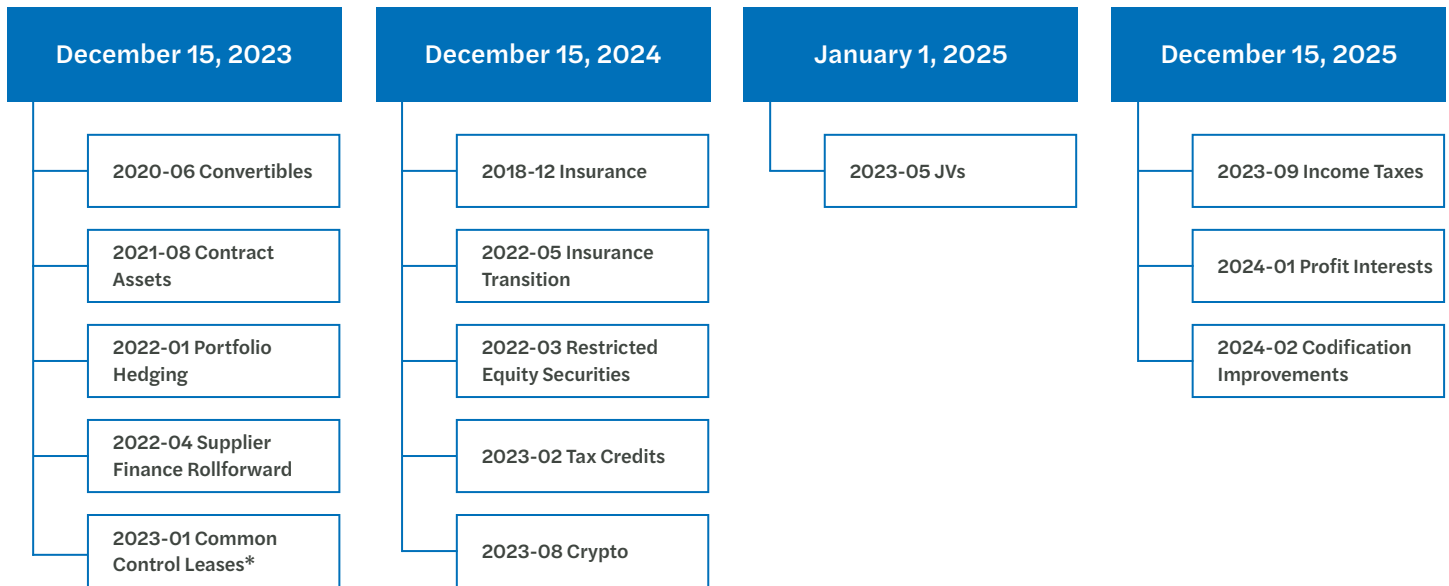 December 15, 2023
2020-06 Convertibles
2021-08 Contract
Assets
2022-01 Portfolio
Hedging
2022-04 Supplier
Finance Rollforward
2023-01 Common
Control Leases*
December 15, 2024
2018-12 Insurance
2022-05 Insurance
Transition
2022-03 Restricted
Equity Securities
2023-02 Tax Credits
2023-08 Crypto
January 1, 2025
2023-05 JVs
December 15, 2025
2023-09 Income Taxes
2024-01 Profit Interests
2024-02 Codification
Improvements